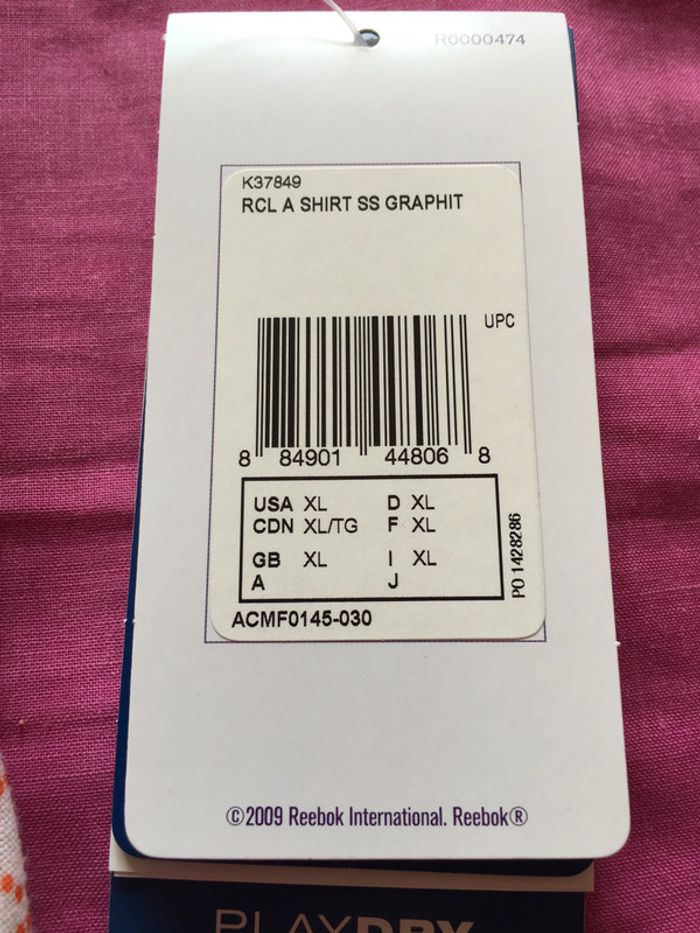 R0000474
K37849
RCL A SHIRT SS GRAPHIT
UPC
8 84901 44806 8
USA XL D XL
CDN XL/TG F XL
GB XL I XL
A J
PO 1428286
ACMF0145-030
©2009 Reebok International. Reebok®
PLAYDRY